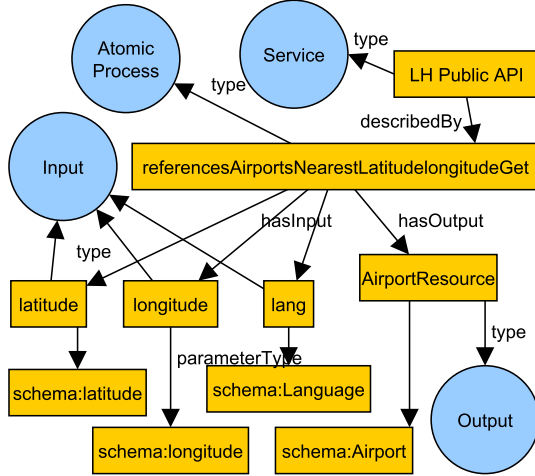 Atomic
Process
Service
type
LH Public API
type
describedBy
Input
referencesAirportsNearestLatitudelongitudeGet
hasInput
hasOutput
type
latitude
longitude
lang
AirportResource
type
parameterType
schema:latitude
schema:Language
Output
schema:longitude
schema:Airport